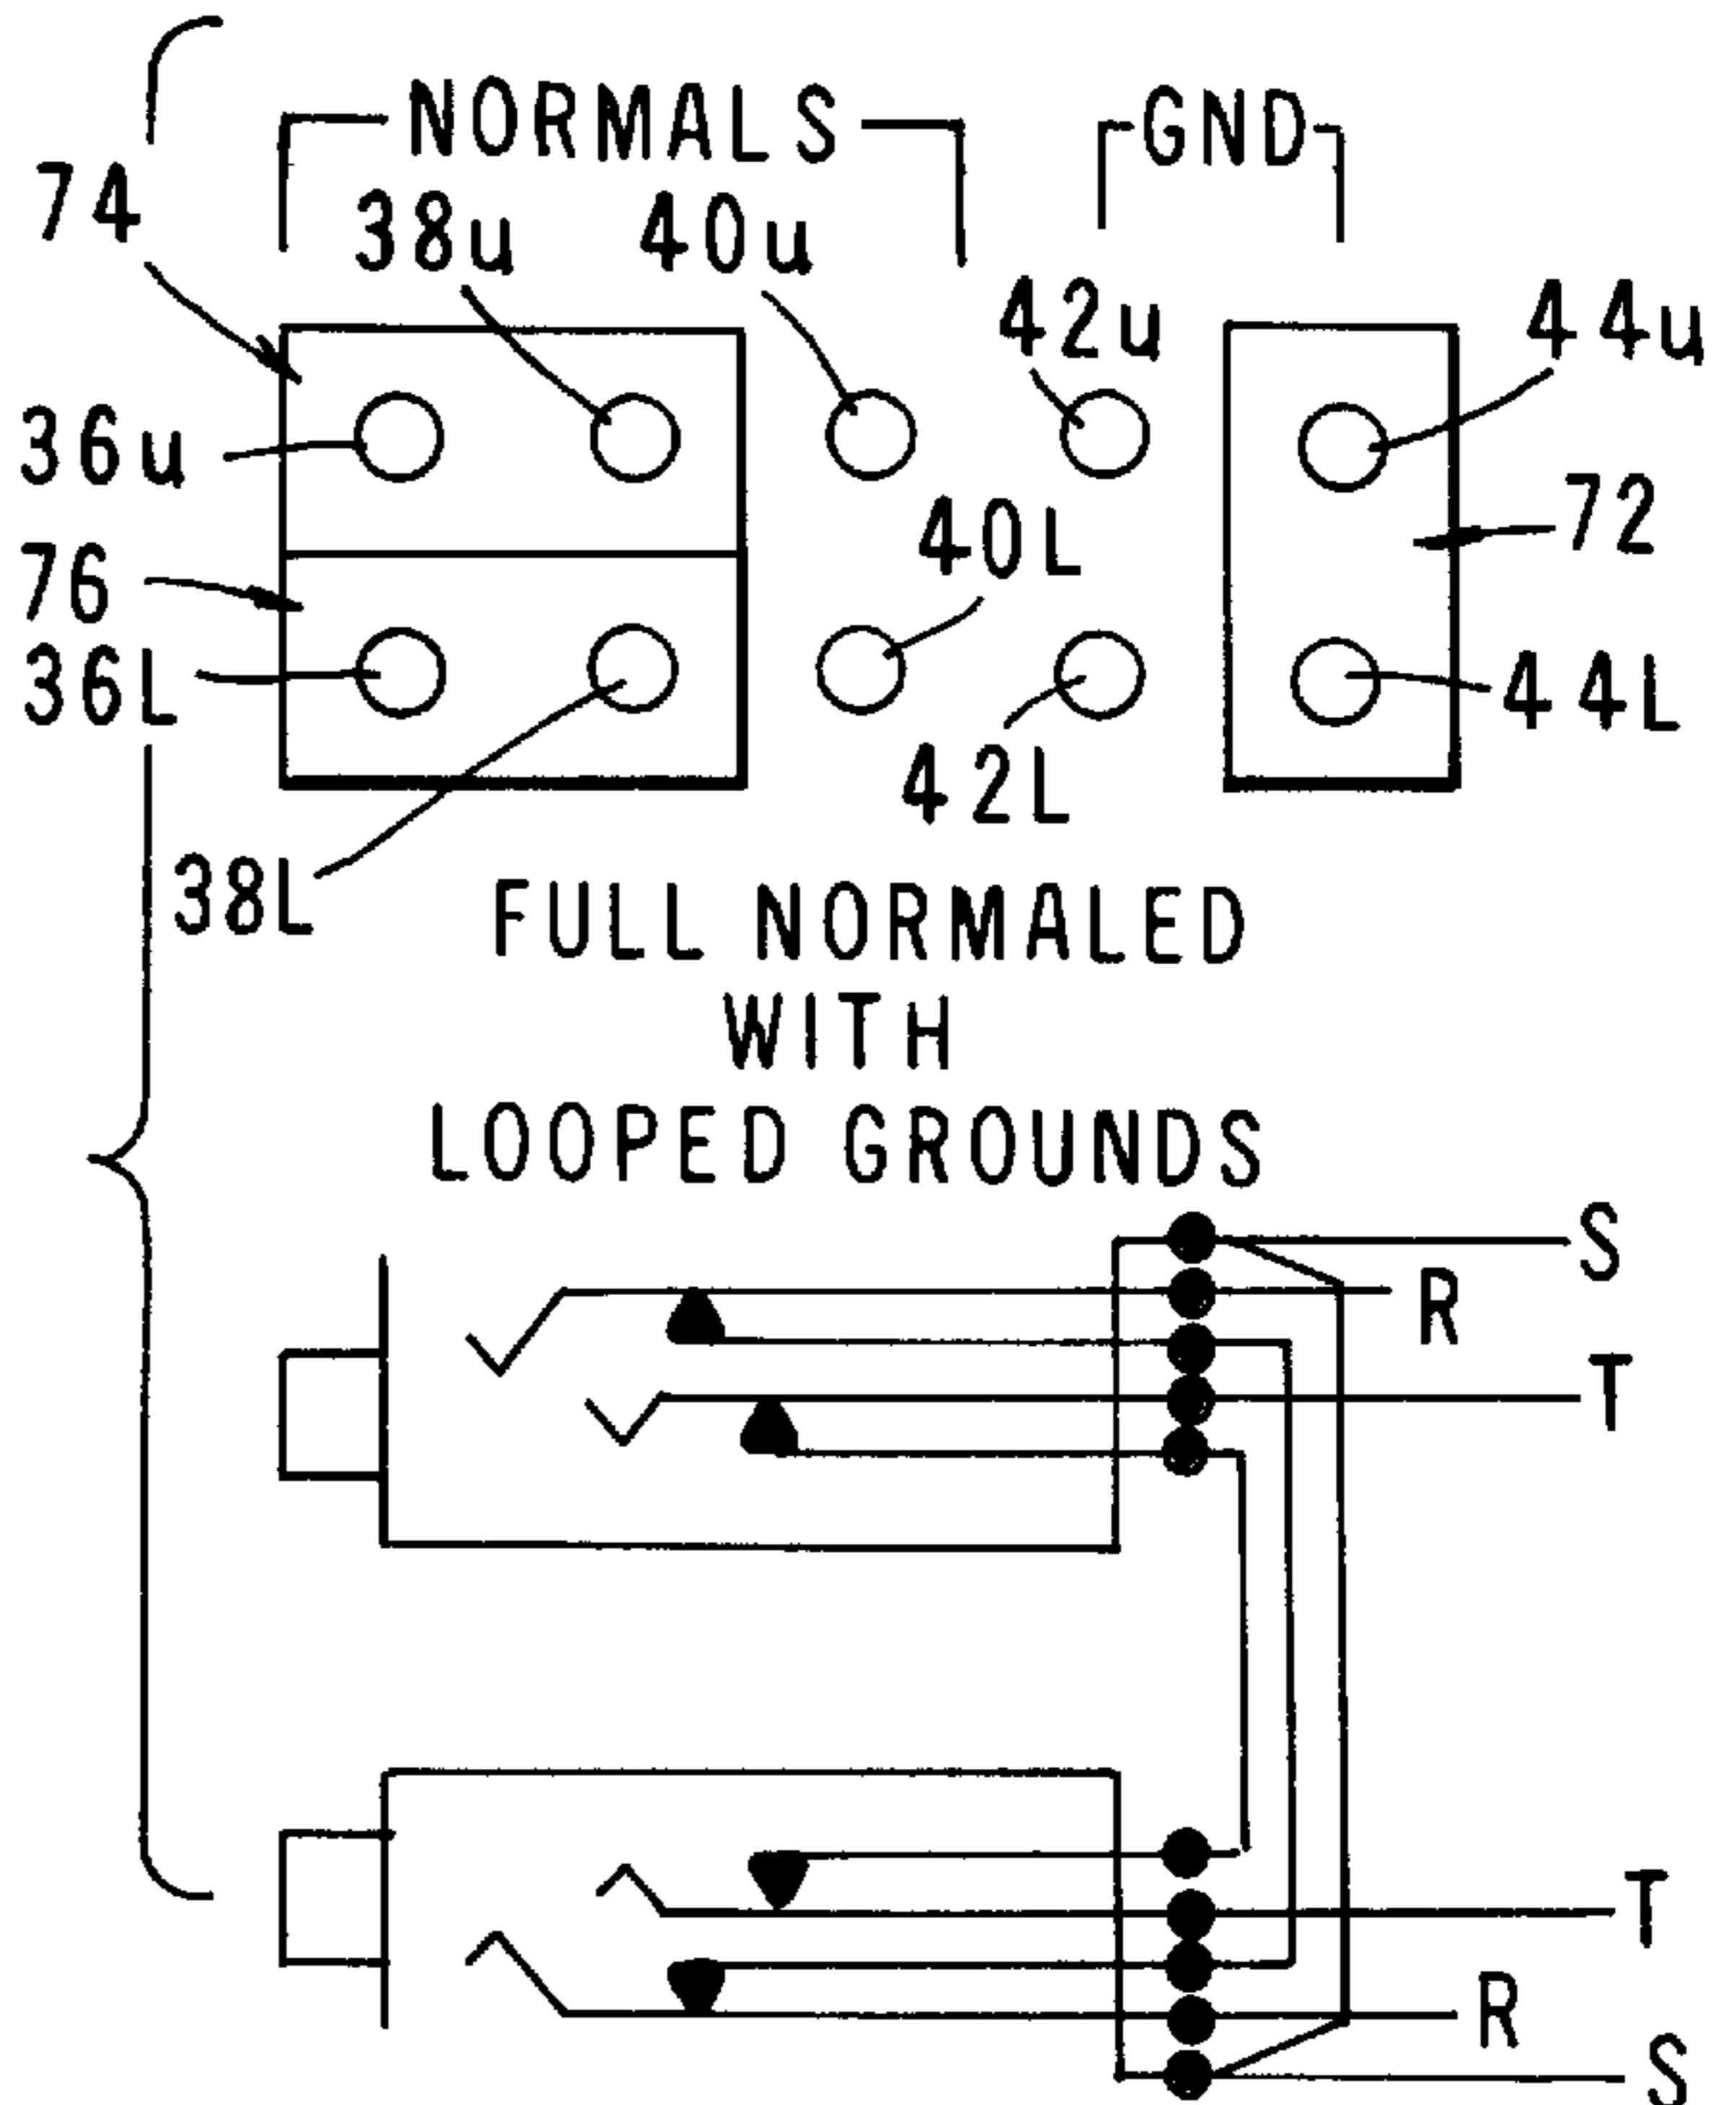 NORMALS GND
74 38u 40u
42u 44u
36u
72
40L
76
36L 44L
42L
38L
FULL NORMALED
WITH
LOOPED GROUNDS
S
R
T
T
R
S